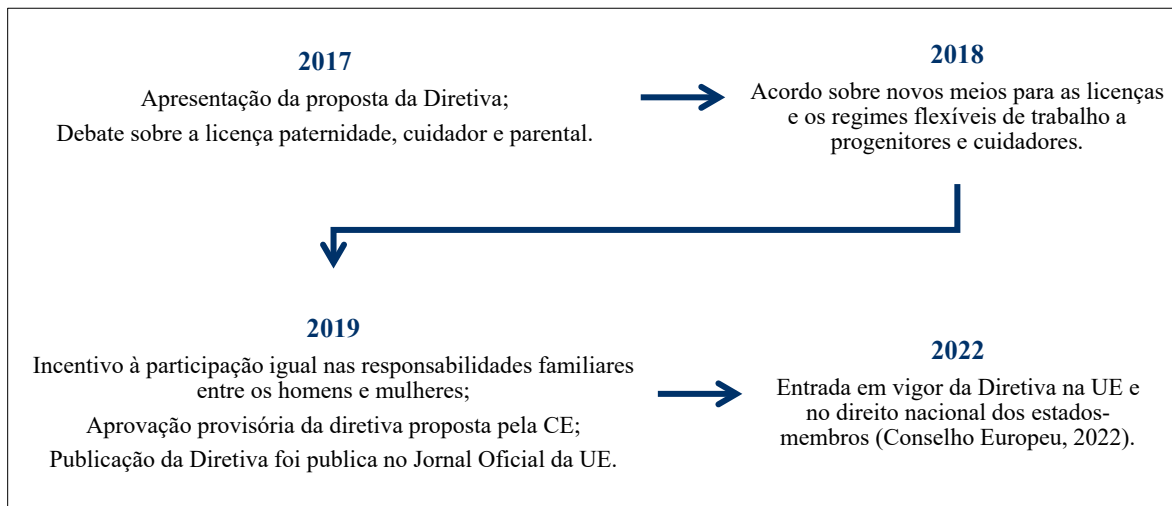 2017
Apresentação da proposta da Diretiva;
Debate sobre a licença paternidade, cuidador e parental.
2018
Acordo sobre novos meios para as licenças
e os regimes flexíveis de trabalho a
progenitores e cuidadores.
2019
Incentivo à participação igual nas responsabilidades familiares
entre os homens e mulheres;
Aprovação provisória da diretiva proposta pela CE;
Publicação da Diretiva foi publica no Jornal Oficial da UE.
2022
Entrada em vigor da Diretiva na UE e
no direito nacional dos estados-
membros (Conselho Europeu, 2022).